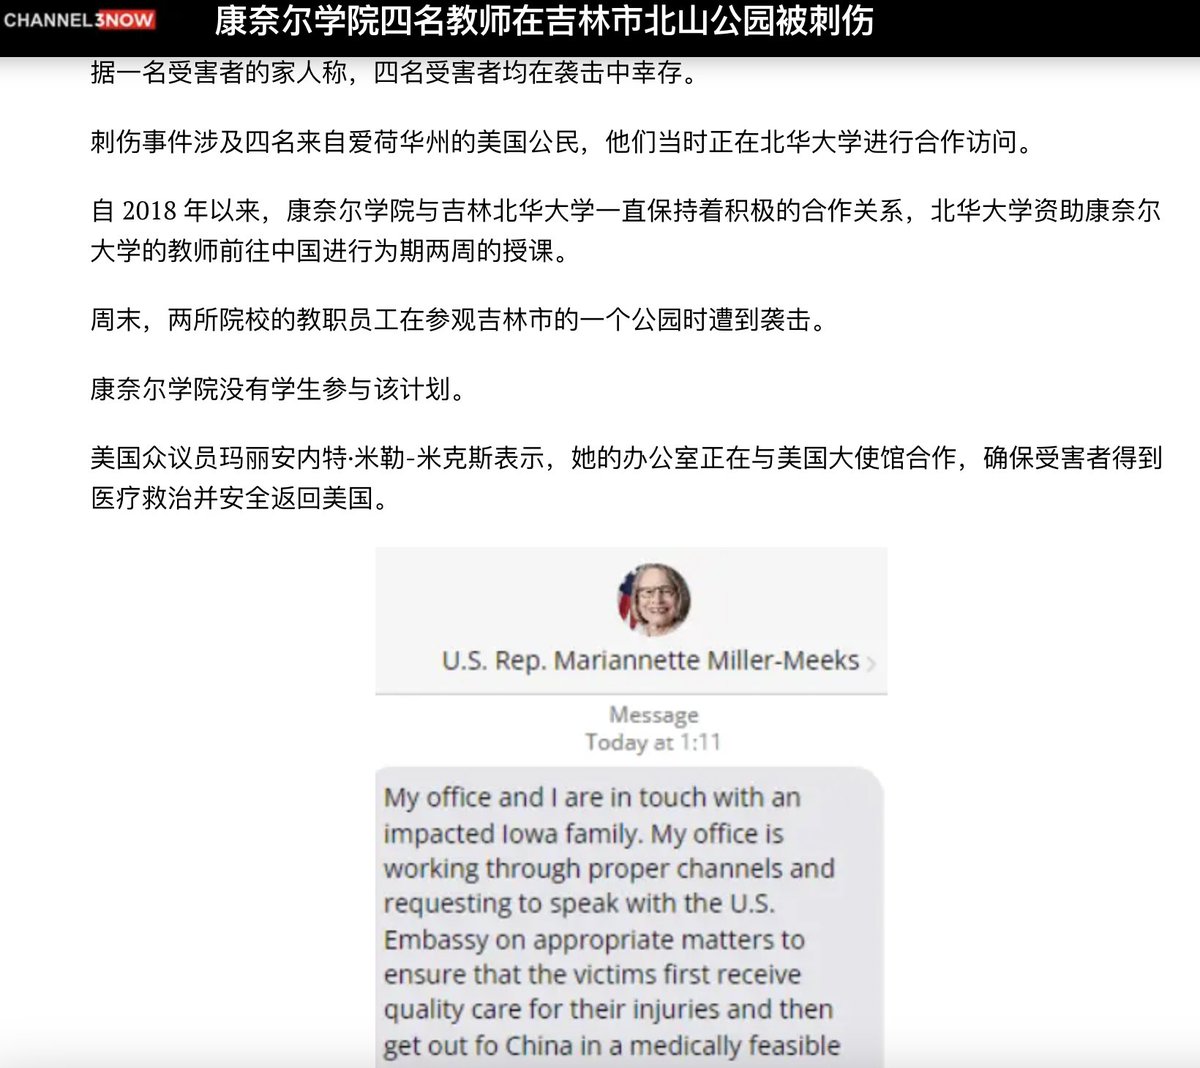 CHANNEL3NOW
康奈尔学院四名教师在吉林市北山公园被刺伤
据一名受害者的家人称，四名受害者均在袭击中幸存。
刺伤事件涉及四名来自爱荷华州的美国公民，他们当时正在北华大学进行合作访问。
自 2018 年以来，康奈尔学院与吉林北华大学一直保持着积极的合作关系，北华大学资助康奈尔
大学的教师前往中国进行为期两周的授课。
周末，两所院校的教职员工在参观吉林市的一个公园时遭到袭击。
康奈尔学院没有学生参与该计划。
美国众议员玛丽安内特·米勒-米克斯表示，她的办公室正在与美国大使馆合作，确保受害者得到
医疗救治并安全返回美国。
U.S. Rep. Mariannette Miller-Meeks
Message
Today at 1:11
My office and I are in touch with an
impacted Iowa family. My office is
working through proper channels and
requesting to speak with the U.S.
Embassy on appropriate matters to
ensure that the victims first receive
quality care for their injuries and then
get out fo China in a medically feasible